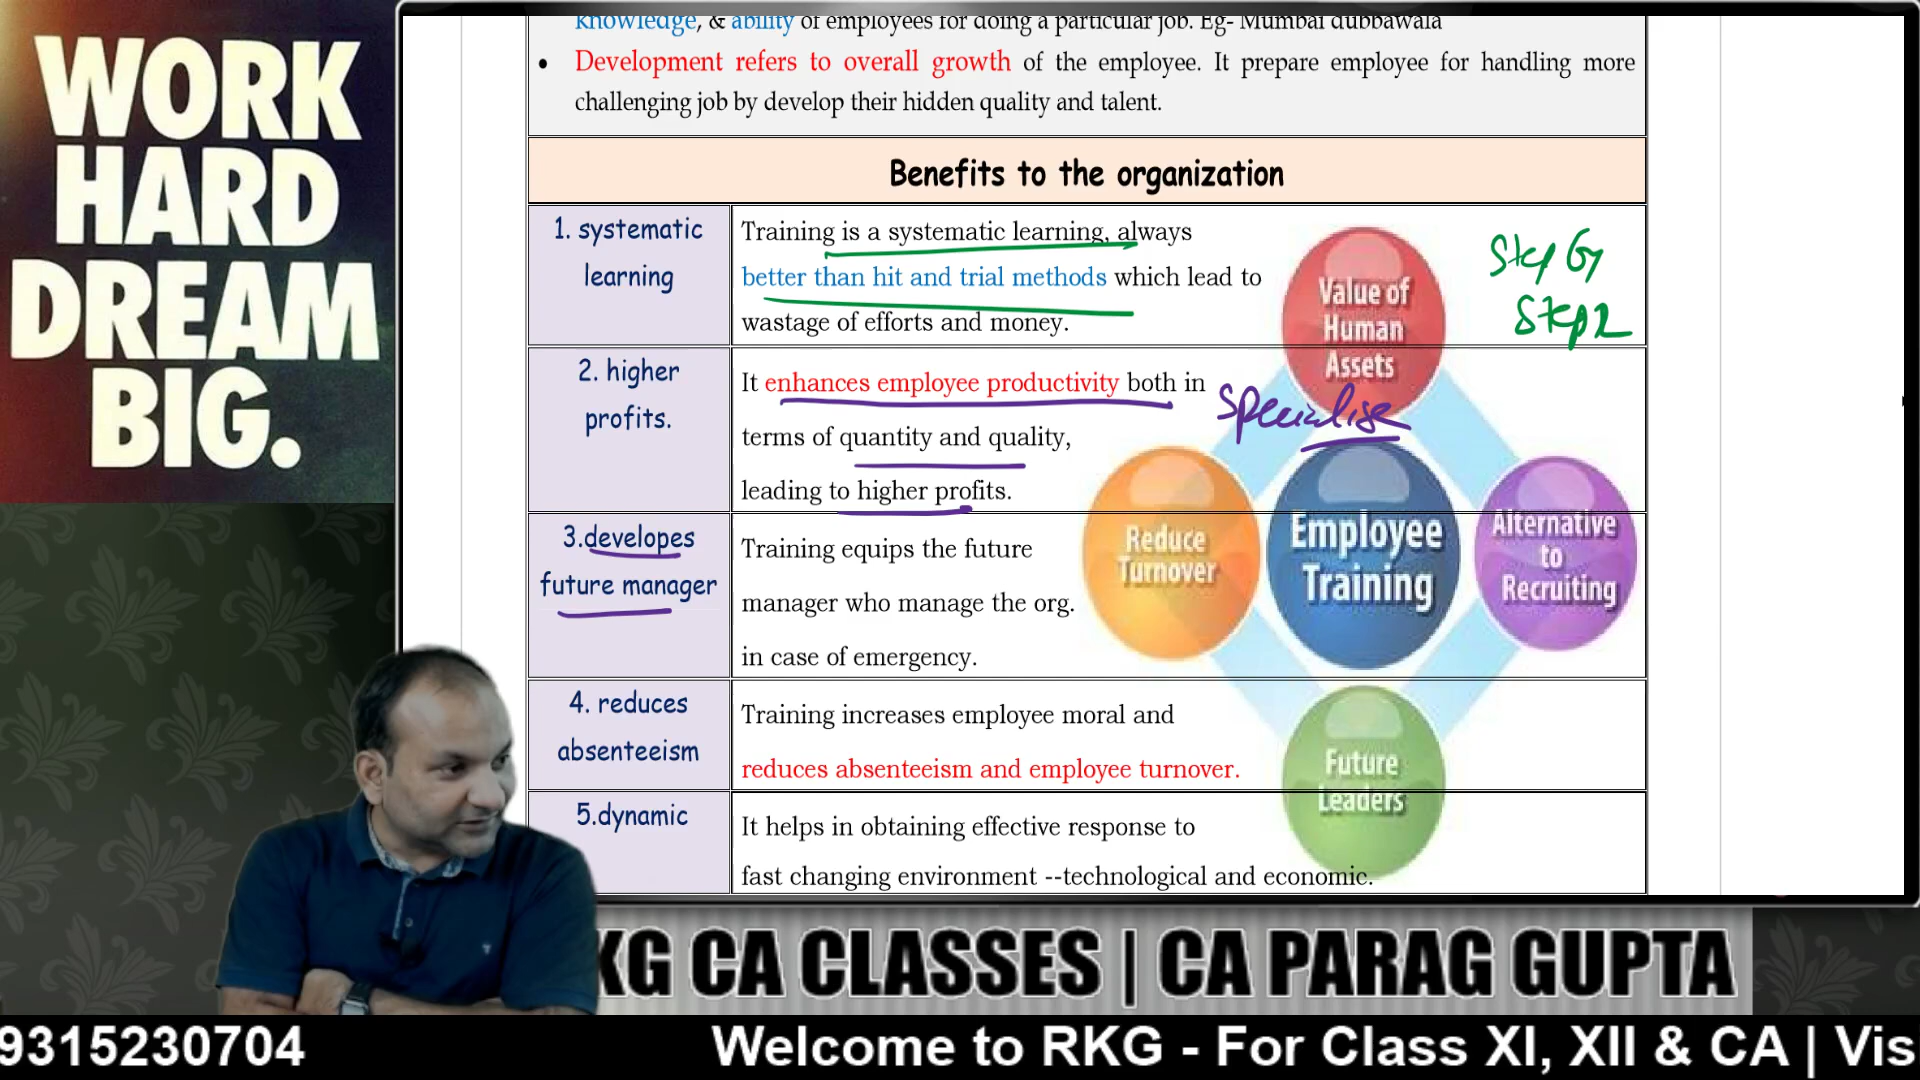 WORK
HARD
DREAM
BIG.
knowledge, & ability of employees for doing a particular job. Eg- Mumbai dubbawala
• Development refers to overall growth of the employee. It prepare employee for handling more
challenging job by develop their hidden quality and talent.
Benefits to the organization
1. systematic
learning
Training is a systematic learning, always
better than hit and trial methods which lead to
wastage of efforts and money.
Step by
Step
2. higher
profits.
It enhances employee productivity both in
terms of quantity and quality,
leading to higher profits.
Specialise
3.developes
future manager
Training equips the future
manager who manage the org.
in case of emergency.
4. reduces
absenteeism
Training increases employee moral and
reduces absenteeism and employee turnover.
5.dynamic
It helps in obtaining effective response to
fast changing environment --technological and economic.
Value of
Human
Assets
Reduce
Turnover
Employee
Training
Alternative
to
Recruiting
Future
Leaders
KG CA CLASSES | CA PARAG GUPTA
9315230704
Welcome to RKG - For Class XI, XII & CA | Vis